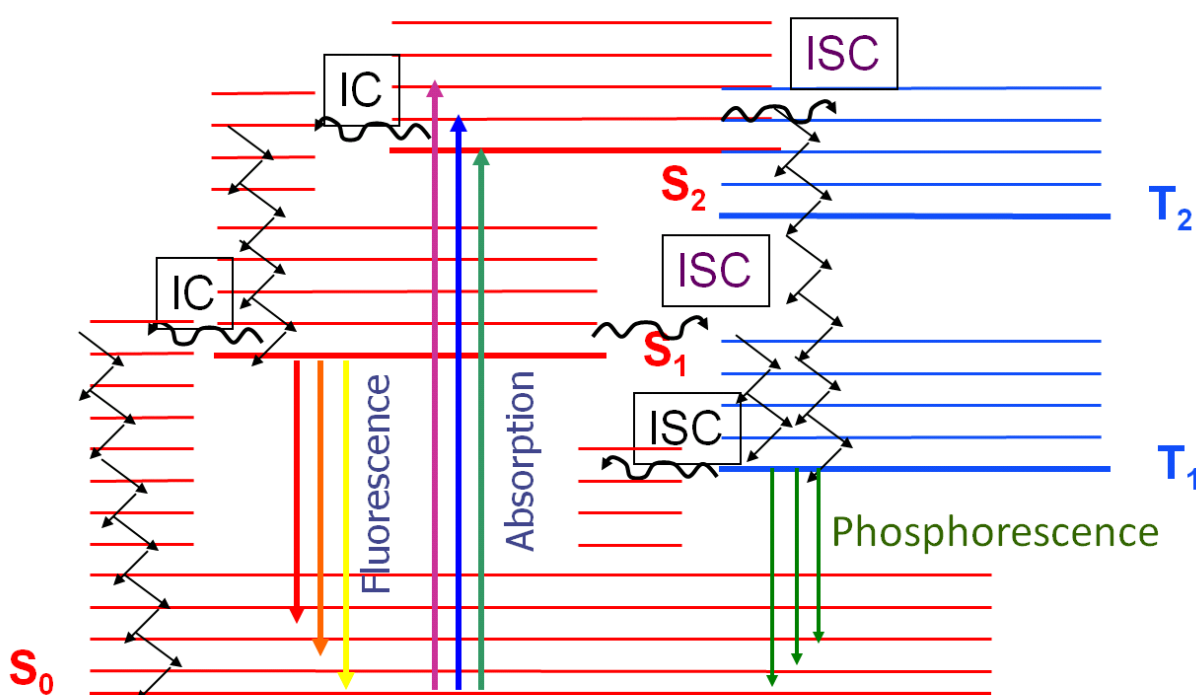 ISC
IC
S₂
T₂
ISC
IC
S₁
ISC
T₁
Fluorescence
Absorption
Phosphorescence
S₀